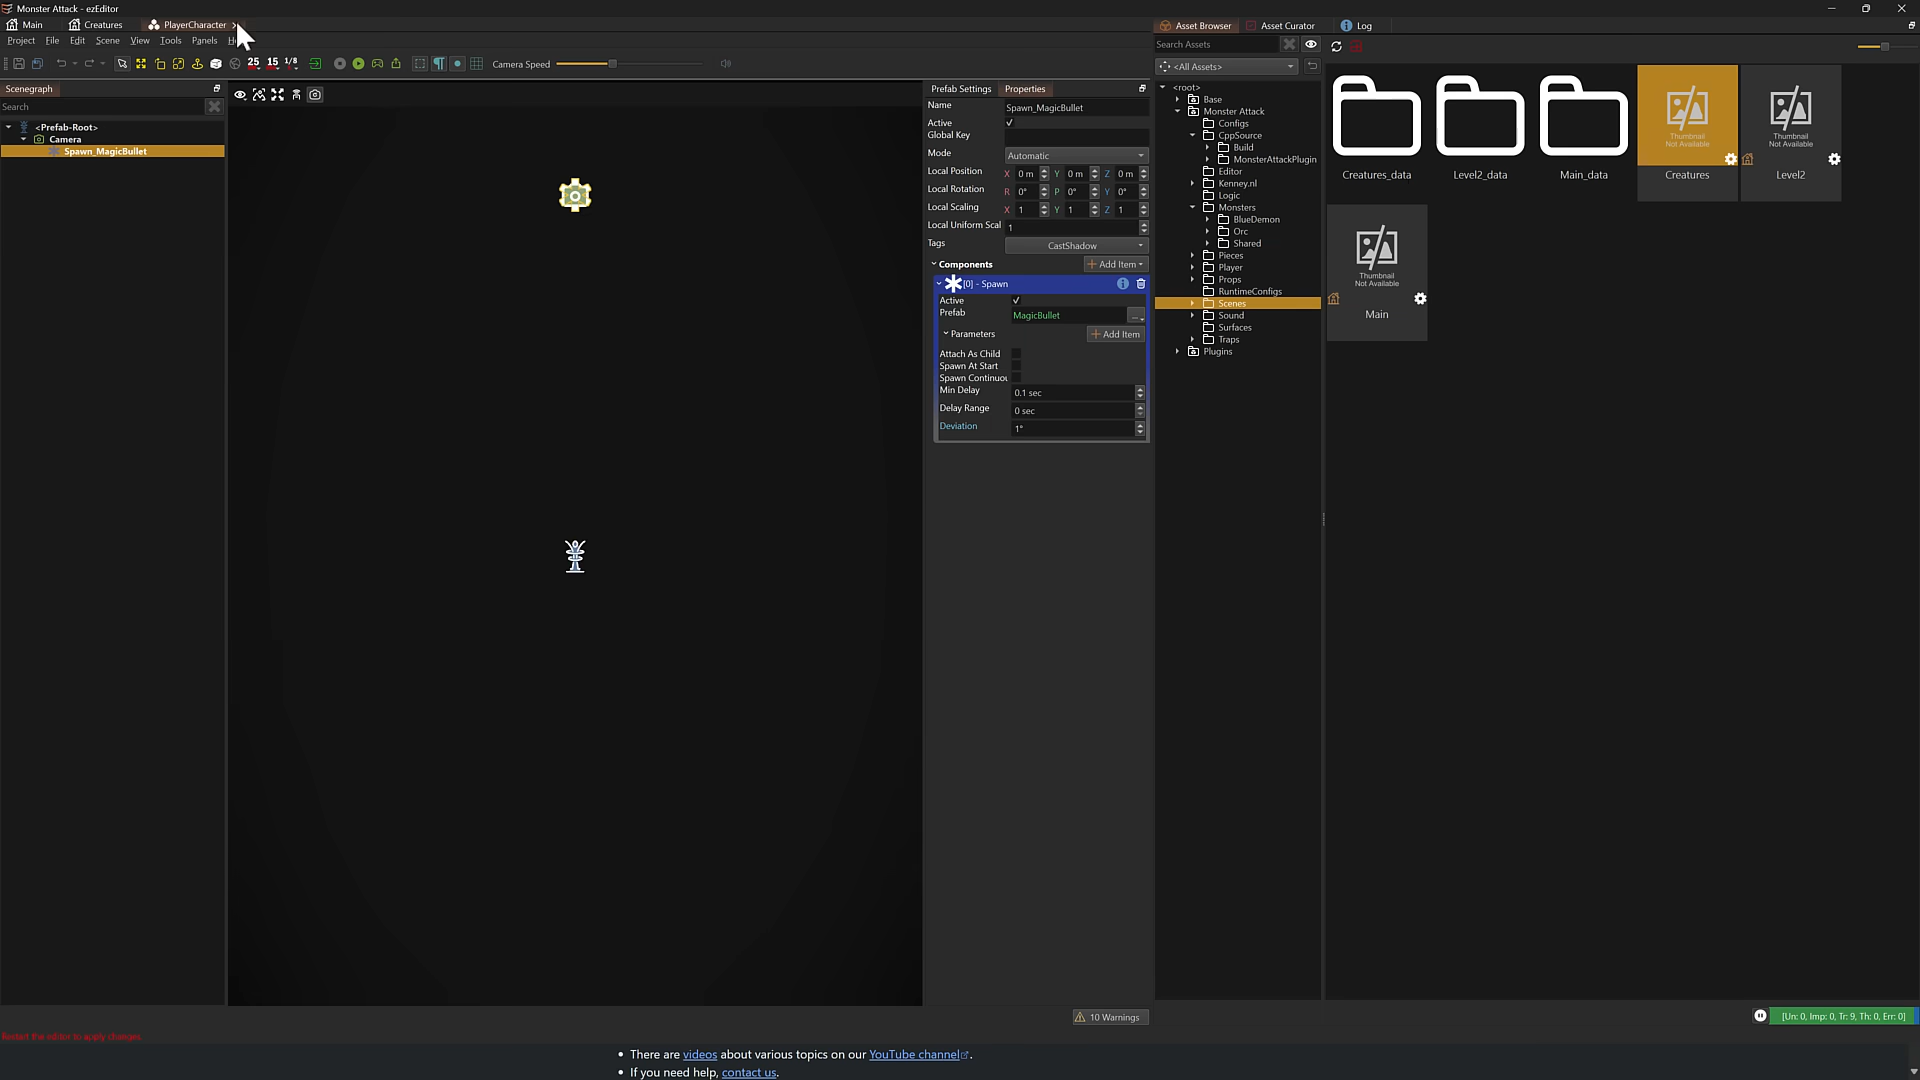 Monster Attack - ezEditor
Main
Creatures
PlayerCharacter
Project File Edit Scene View Tools Panels
25 15 1/8
Camera Speed
Scenegraph
Search
<Prefab-Root>
Camera
Spawn_MagicBullet
Prefab Settings
Properties
Name
Spawn_MagicBullet
Active
Global Key
Mode
Automatic
Local Position X 0 m Y 0 m Z 0 m
Local Rotation R 0° P 0° Y 0°
Local Scaling X 1 Y 1 Z 1
Local Uniform Scal 1
Tags
CastShadow
Components
Add Item
[0] - Spawn
Active
Prefab
MagicBullet
...
Parameters
Add Item
Attach As Child
Spawn At Start
Spawn Continuou
Min Delay
0.1 sec
Delay Range
0 sec
Deviation
1°
10 Warnings
Asset Browser
Asset Curator
Log
Search Assets
<All Assets>
<root>
Base
Monster Attack
Configs
CppSource
Build
MonsterAttackPlugin
Editor
Kenney.nl
Logic
Monsters
BlueDemon
Orc
Shared
Pieces
Player
Props
RuntimeConfigs
Scenes
Sound
Surfaces
Traps
Plugins
Creatures_data
Level2_data
Main_data
Thumbnail
Not Available
Creatures
Thumbnail
Not Available
Level2
Thumbnail
Not Available
Main
[Un: 0, Imp: 0, Tr: 9, Th: 0, Err: 0]
Restart the editor to apply changes.
• There are videos about various topics on our YouTube channel.
• If you need help, contact us.